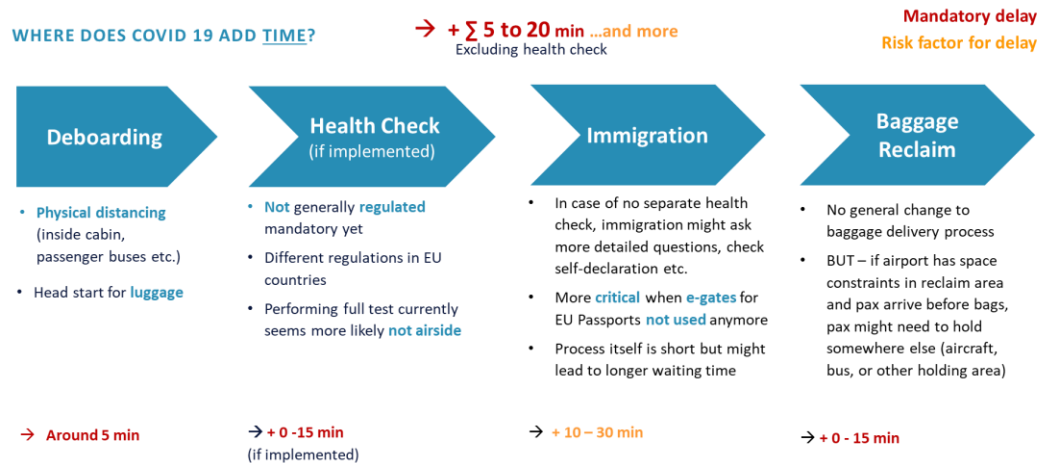 WHERE DOES COVID 19 ADD TIME?
→ + ∑ 5 to 20 min ...and more
Excluding health check
Mandatory delay
Risk factor for delay
Deboarding
• Physical distancing
(inside cabin,
passenger buses etc.)
• Head start for luggage
→ Around 5 min
Health Check
(if implemented)
• Not generally regulated
mandatory yet
• Different regulations in EU
countries
• Performing full test currently
seems more likely not airside
→ + 0 -15 min
(if implemented)
Immigration
• In case of no separate health
check, immigration might ask
more detailed questions, check
self-declaration etc.
• More critical when e-gates for
EU Passports not used anymore
• Process itself is short but might
lead to longer waiting time
→ + 10 – 30 min
Baggage
Reclaim
• No general change to
baggage delivery process
• BUT – if airport has space
constraints in reclaim area
and pax arrive before bags,
pax might need to hold
somewhere else (aircraft,
bus, or other holding area)
→ + 0 - 15 min